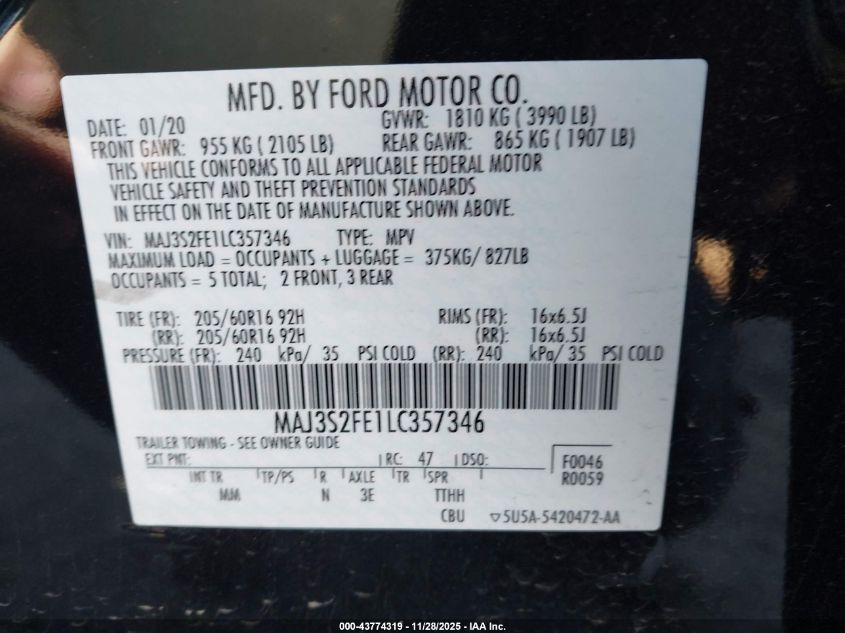 MFD. BY FORD MOTOR CO.
DATE: 01/20 GVWR: 1810 KG ( 3990 LB)
FRONT GAWR: 955 KG ( 2105 LB) REAR GAWR: 865 KG ( 1907 LB)
THIS VEHICLE CONFORMS TO ALL APPLICABLE FEDERAL MOTOR
VEHICLE SAFETY AND THEFT PREVENTION STANDARDS
IN EFFECT ON THE DATE OF MANUFACTURE SHOWN ABOVE.
VIN: MAJ3S2FE1LC357346 TYPE: MPV
MAXIMUM LOAD = OCCUPANTS + LUGGAGE = 375KG/ 827LB
OCCUPANTS = 5 TOTAL; 2 FRONT, 3 REAR
TIRE (FR): 205/60R16 92H RIMS (FR): 16x6.5J
(RR): 205/60R16 92H (RR): 16x6.5J
PRESSURE (FR): 240 kPa/ 35 PSI COLD (RR): 240 kPa/ 35 PSI COLD
MAJ3S2FE1LC357346
TRAILER TOWING - SEE OWNER GUIDE
EXT PNT: RC: 47 DSO: F0046
R0059
INT TR TP/PS R AXLE TR SPR
MM N 3E TTHH
CBU ▽5U5A-5420472-AA
000-43774319 - 11/28/2025 - IAA Inc.